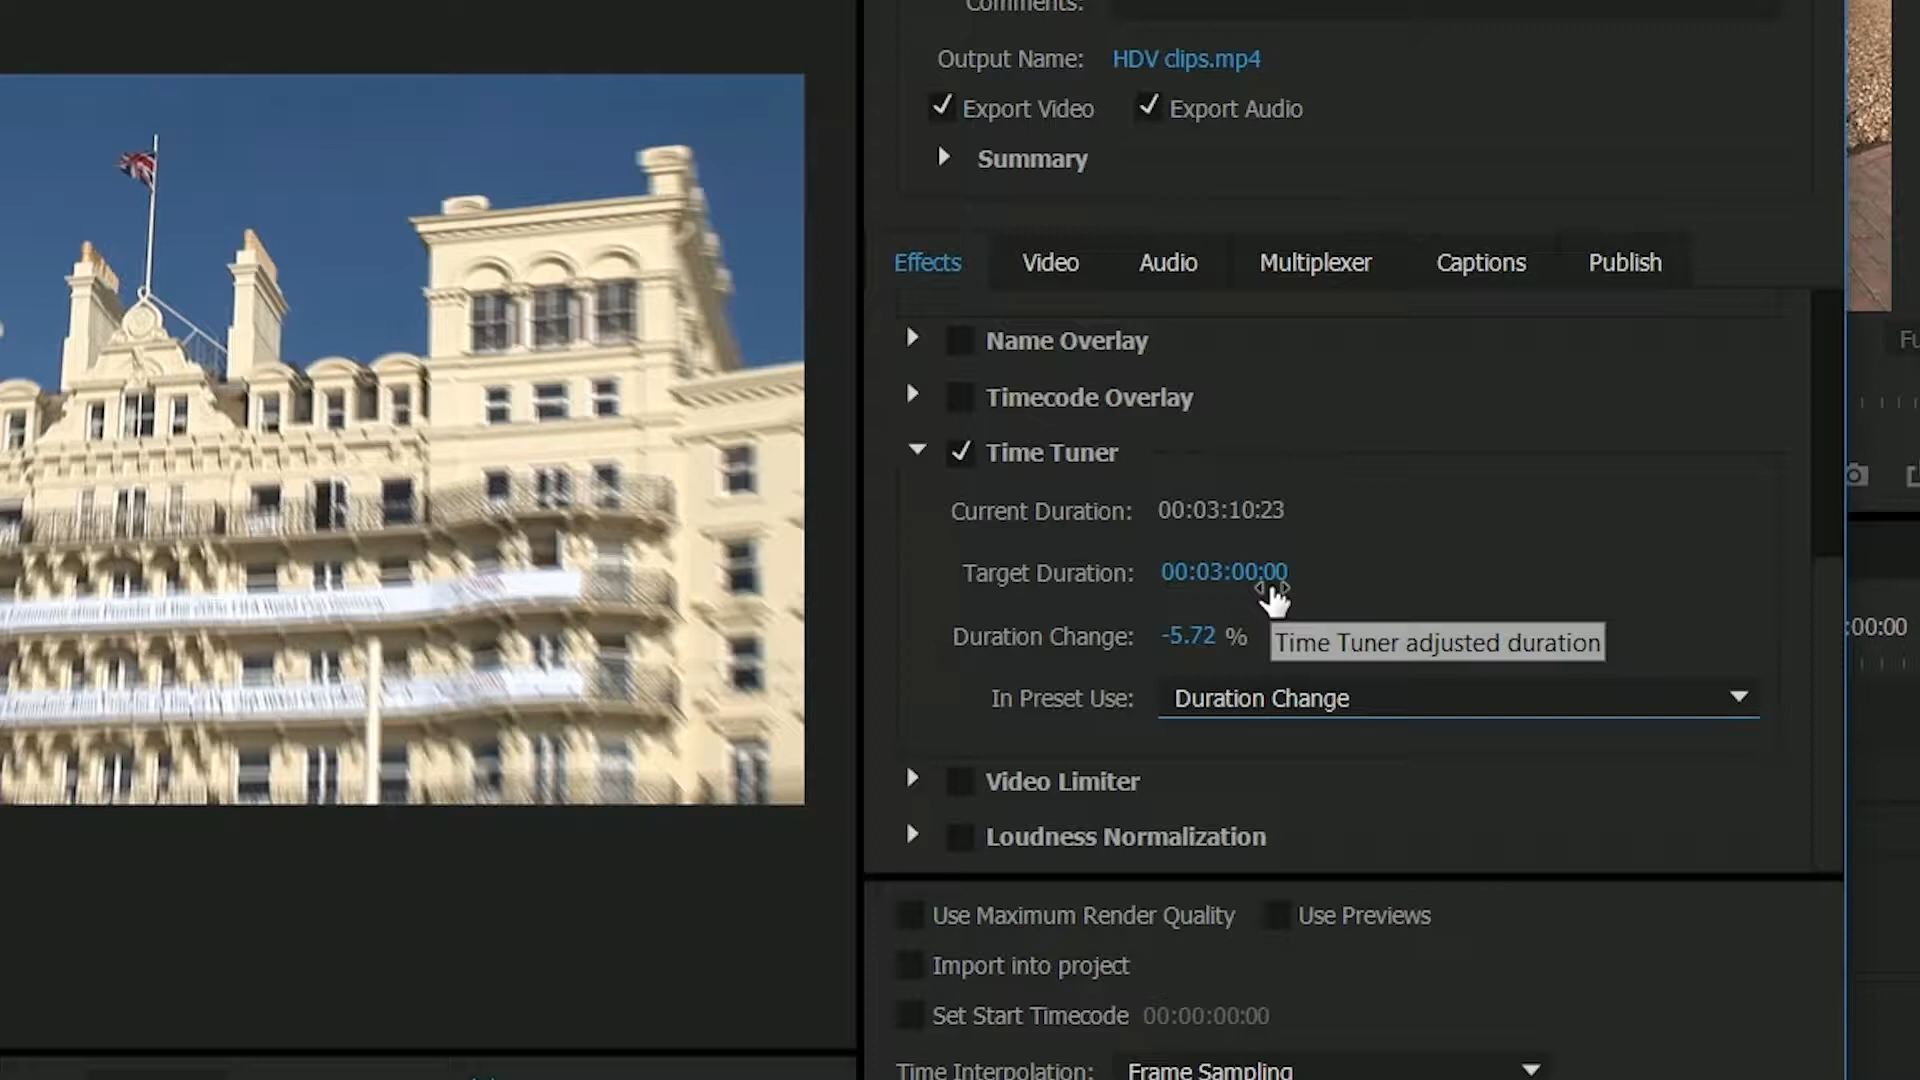 Comments:
Output Name: HDV clips.mp4
Export Video Export Audio
Summary
Effects Video Audio Multiplexer Captions Publish
Name Overlay
Timecode Overlay
Time Tuner
Current Duration: 00:03:10:23
Target Duration: 00:03:00:00
Duration Change: -5.72 %
Time Tuner adjusted duration
In Preset Use: Duration Change
Video Limiter
Loudness Normalization
Use Maximum Render Quality Use Previews
Import into project
Set Start Timecode 00:00:00:00
Time Interpolation: Frame Sampling
:00:00